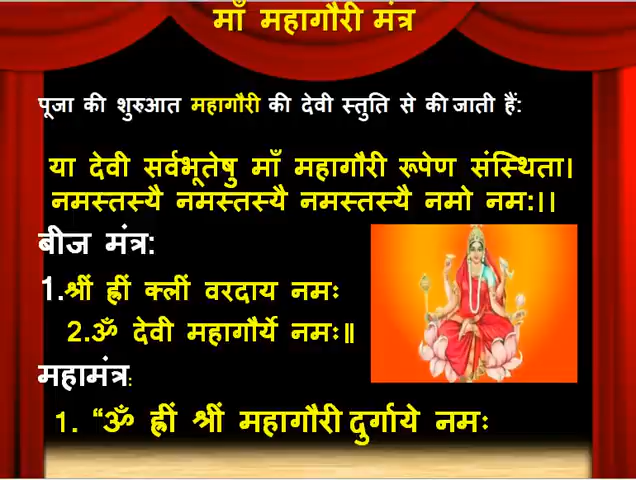 माँ महागौरी मंत्र
पूजा की शुरुआत महागौरी की देवी स्तुति से की जाती हैं:
या देवी सर्वभूतेषु माँ महागौरी रूपेण संस्थिता।
नमस्तस्यै नमस्तस्यै नमस्तस्यै नमो नम:।।
बीज मंत्र:
1.श्रीं ह्रीं क्लीं वरदाय नमः
2.ॐ देवी महागौर्यै नमः॥
महामंत्र:
1. “ॐ ह्रीं श्रीं महागौरी दुर्गाये नमः